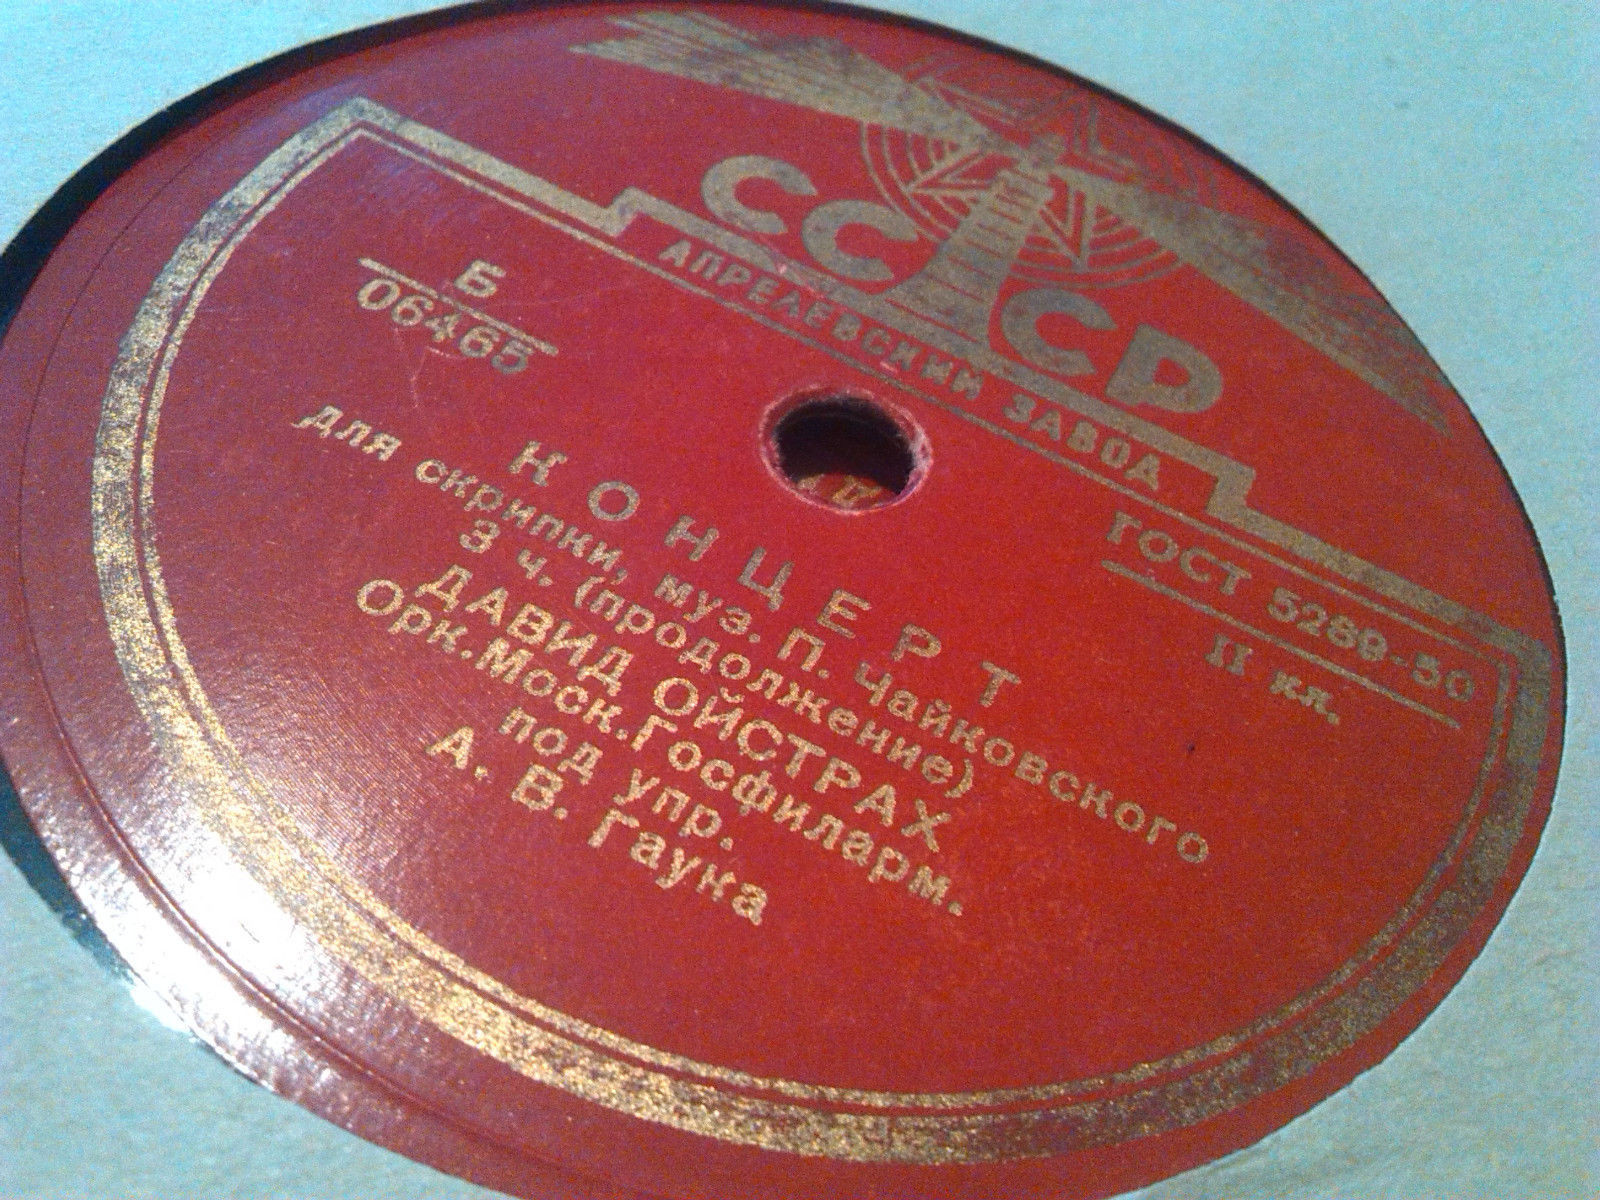 СССР
АПРЕЛЕВСКИЙ ЗАВОД
Б
06465
ГОСТ 5289-50
II кл.
КОНЦЕРТ
для скрипки, муз. П. Чайковского
3 ч. (продолжение)
ДАВИД ОЙСТРАХ
Орк.Моск.Госфиларм.
под упр.
А. В. Гаука